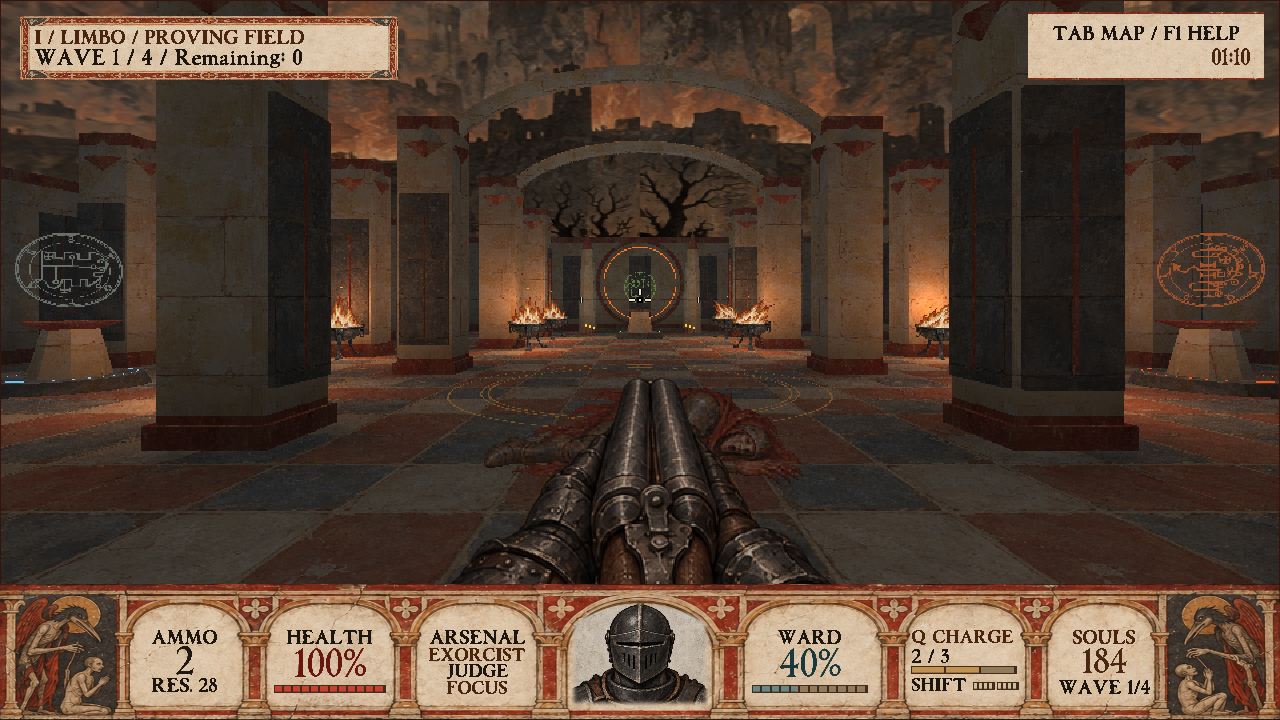 I / LIMBO / PROVING FIELD
WAVE 1 / 4 / Remaining: 0
TAB MAP / F1 HELP
01:10
AMMO
2
RES. 28
HEALTH
100%
ARSENAL
EXORCIST
JUDGE
FOCUS
WARD
40%
Q CHARGE
2 / 3
SHIFT
SOULS
184
WAVE 1/4